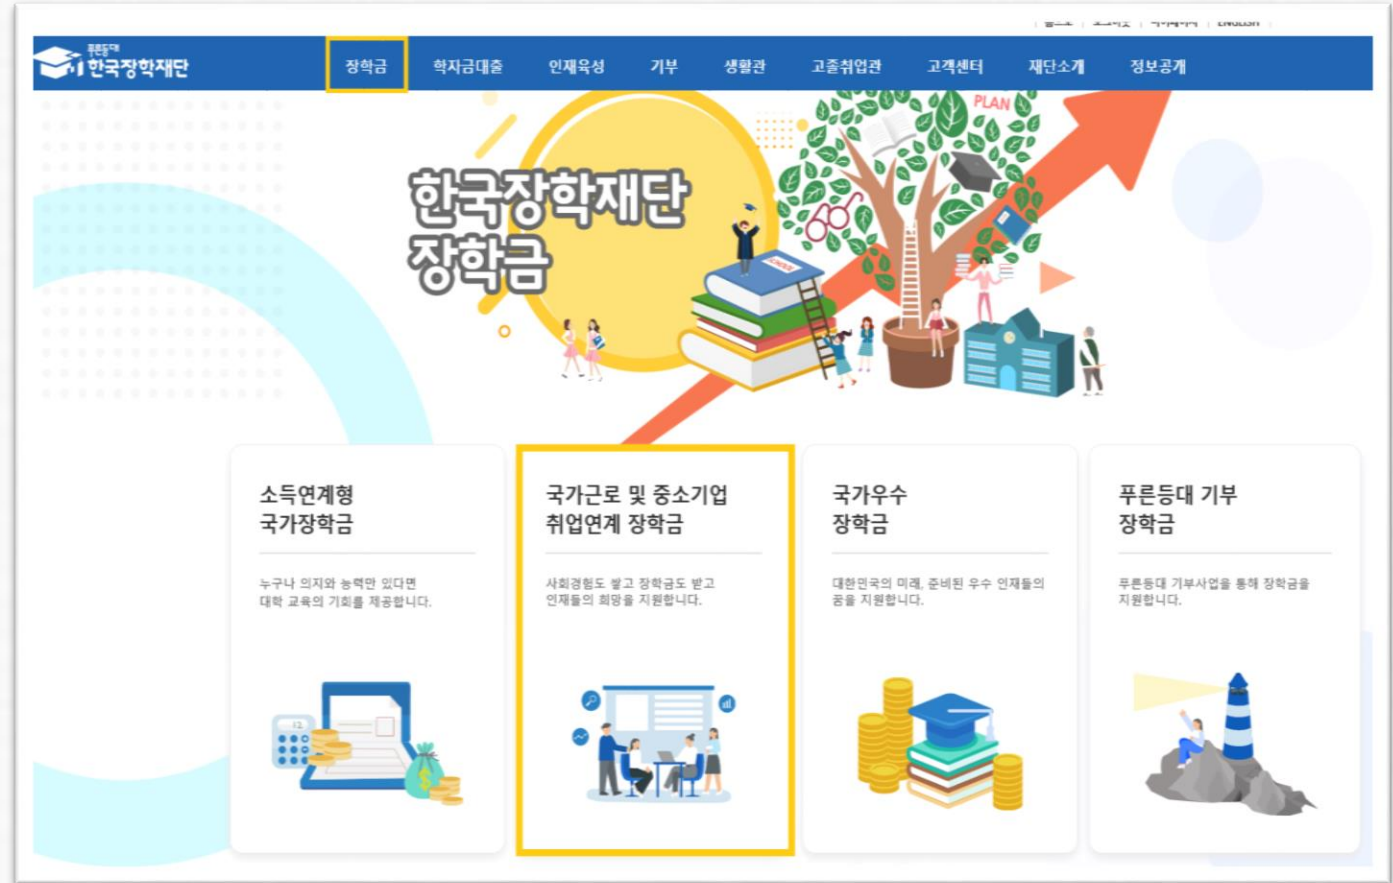 ENGLISH
푸른등대
한국장학재단
장학금 학자금대출 인재육성 기부 생활관 고졸취업관 고객센터 재단소개 정보공개
PLAN
한국장학재단
장학금
SCHOOL
소득연계형
국가장학금
누구나 의지와 능력만 있다면
대학 교육의 기회를 제공합니다.
국가근로 및 중소기업
취업연계 장학금
사회경험도 쌓고 장학금도 받고
인재들의 희망을 지원합니다.
국가우수
장학금
대한민국의 미래, 준비된 우수 인재들의
꿈을 지원합니다.
푸른등대 기부
장학금
푸른등대 기부사업을 통해 장학금을
지원합니다.
12